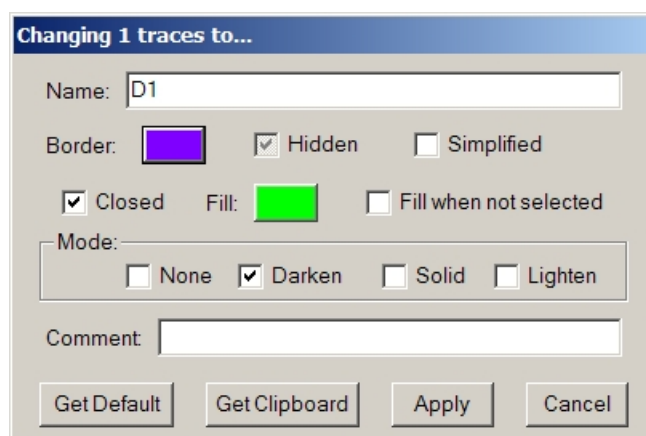 Changing 1 traces to...
Name: D1
Border: Hidden Simplified
Closed Fill: Fill when not selected
Mode:
None Darken Solid Lighten
Comment:
Get Default Get Clipboard Apply Cancel